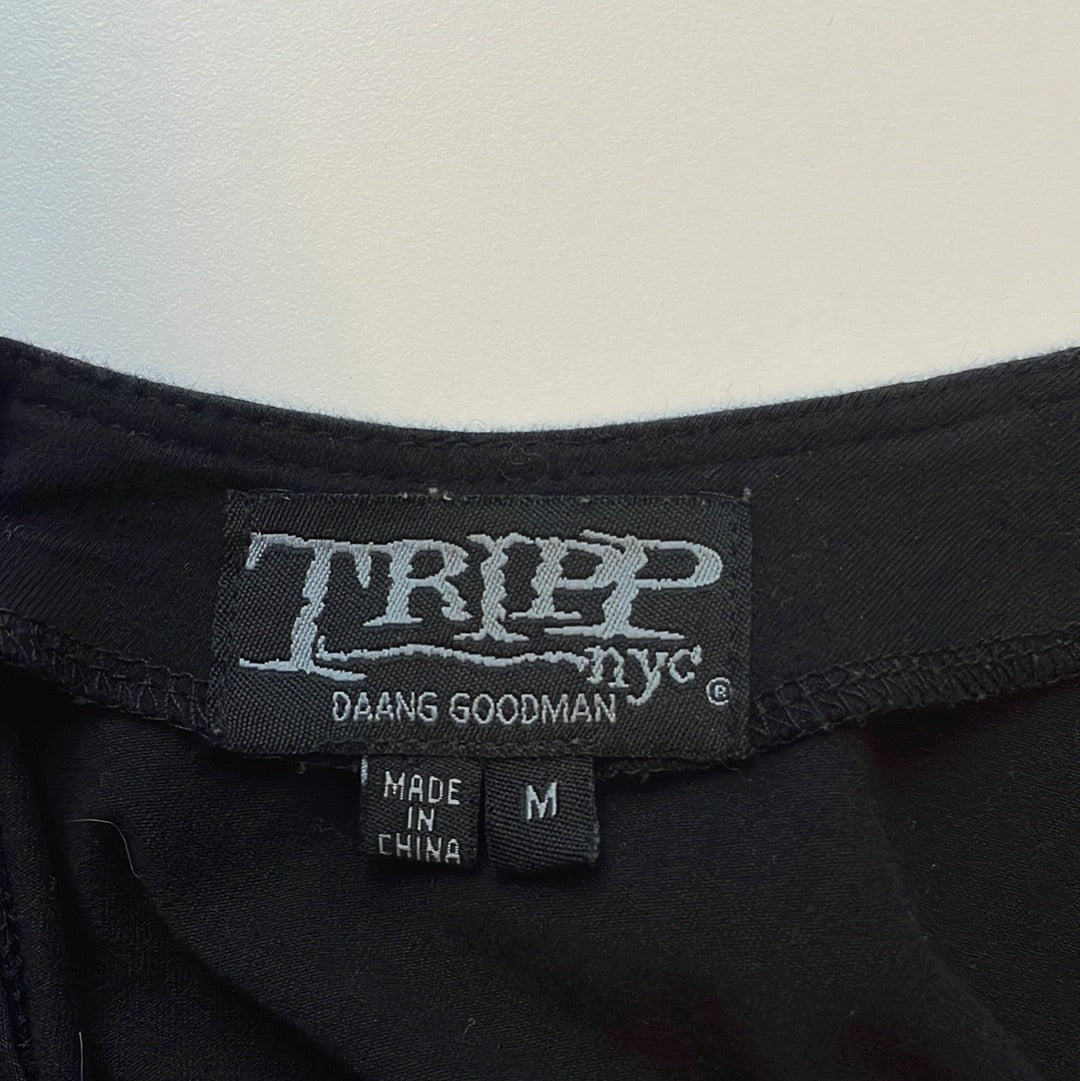 TRIPP
nyc ®
DAANG GOODMAN
MADE
IN
CHINA
M